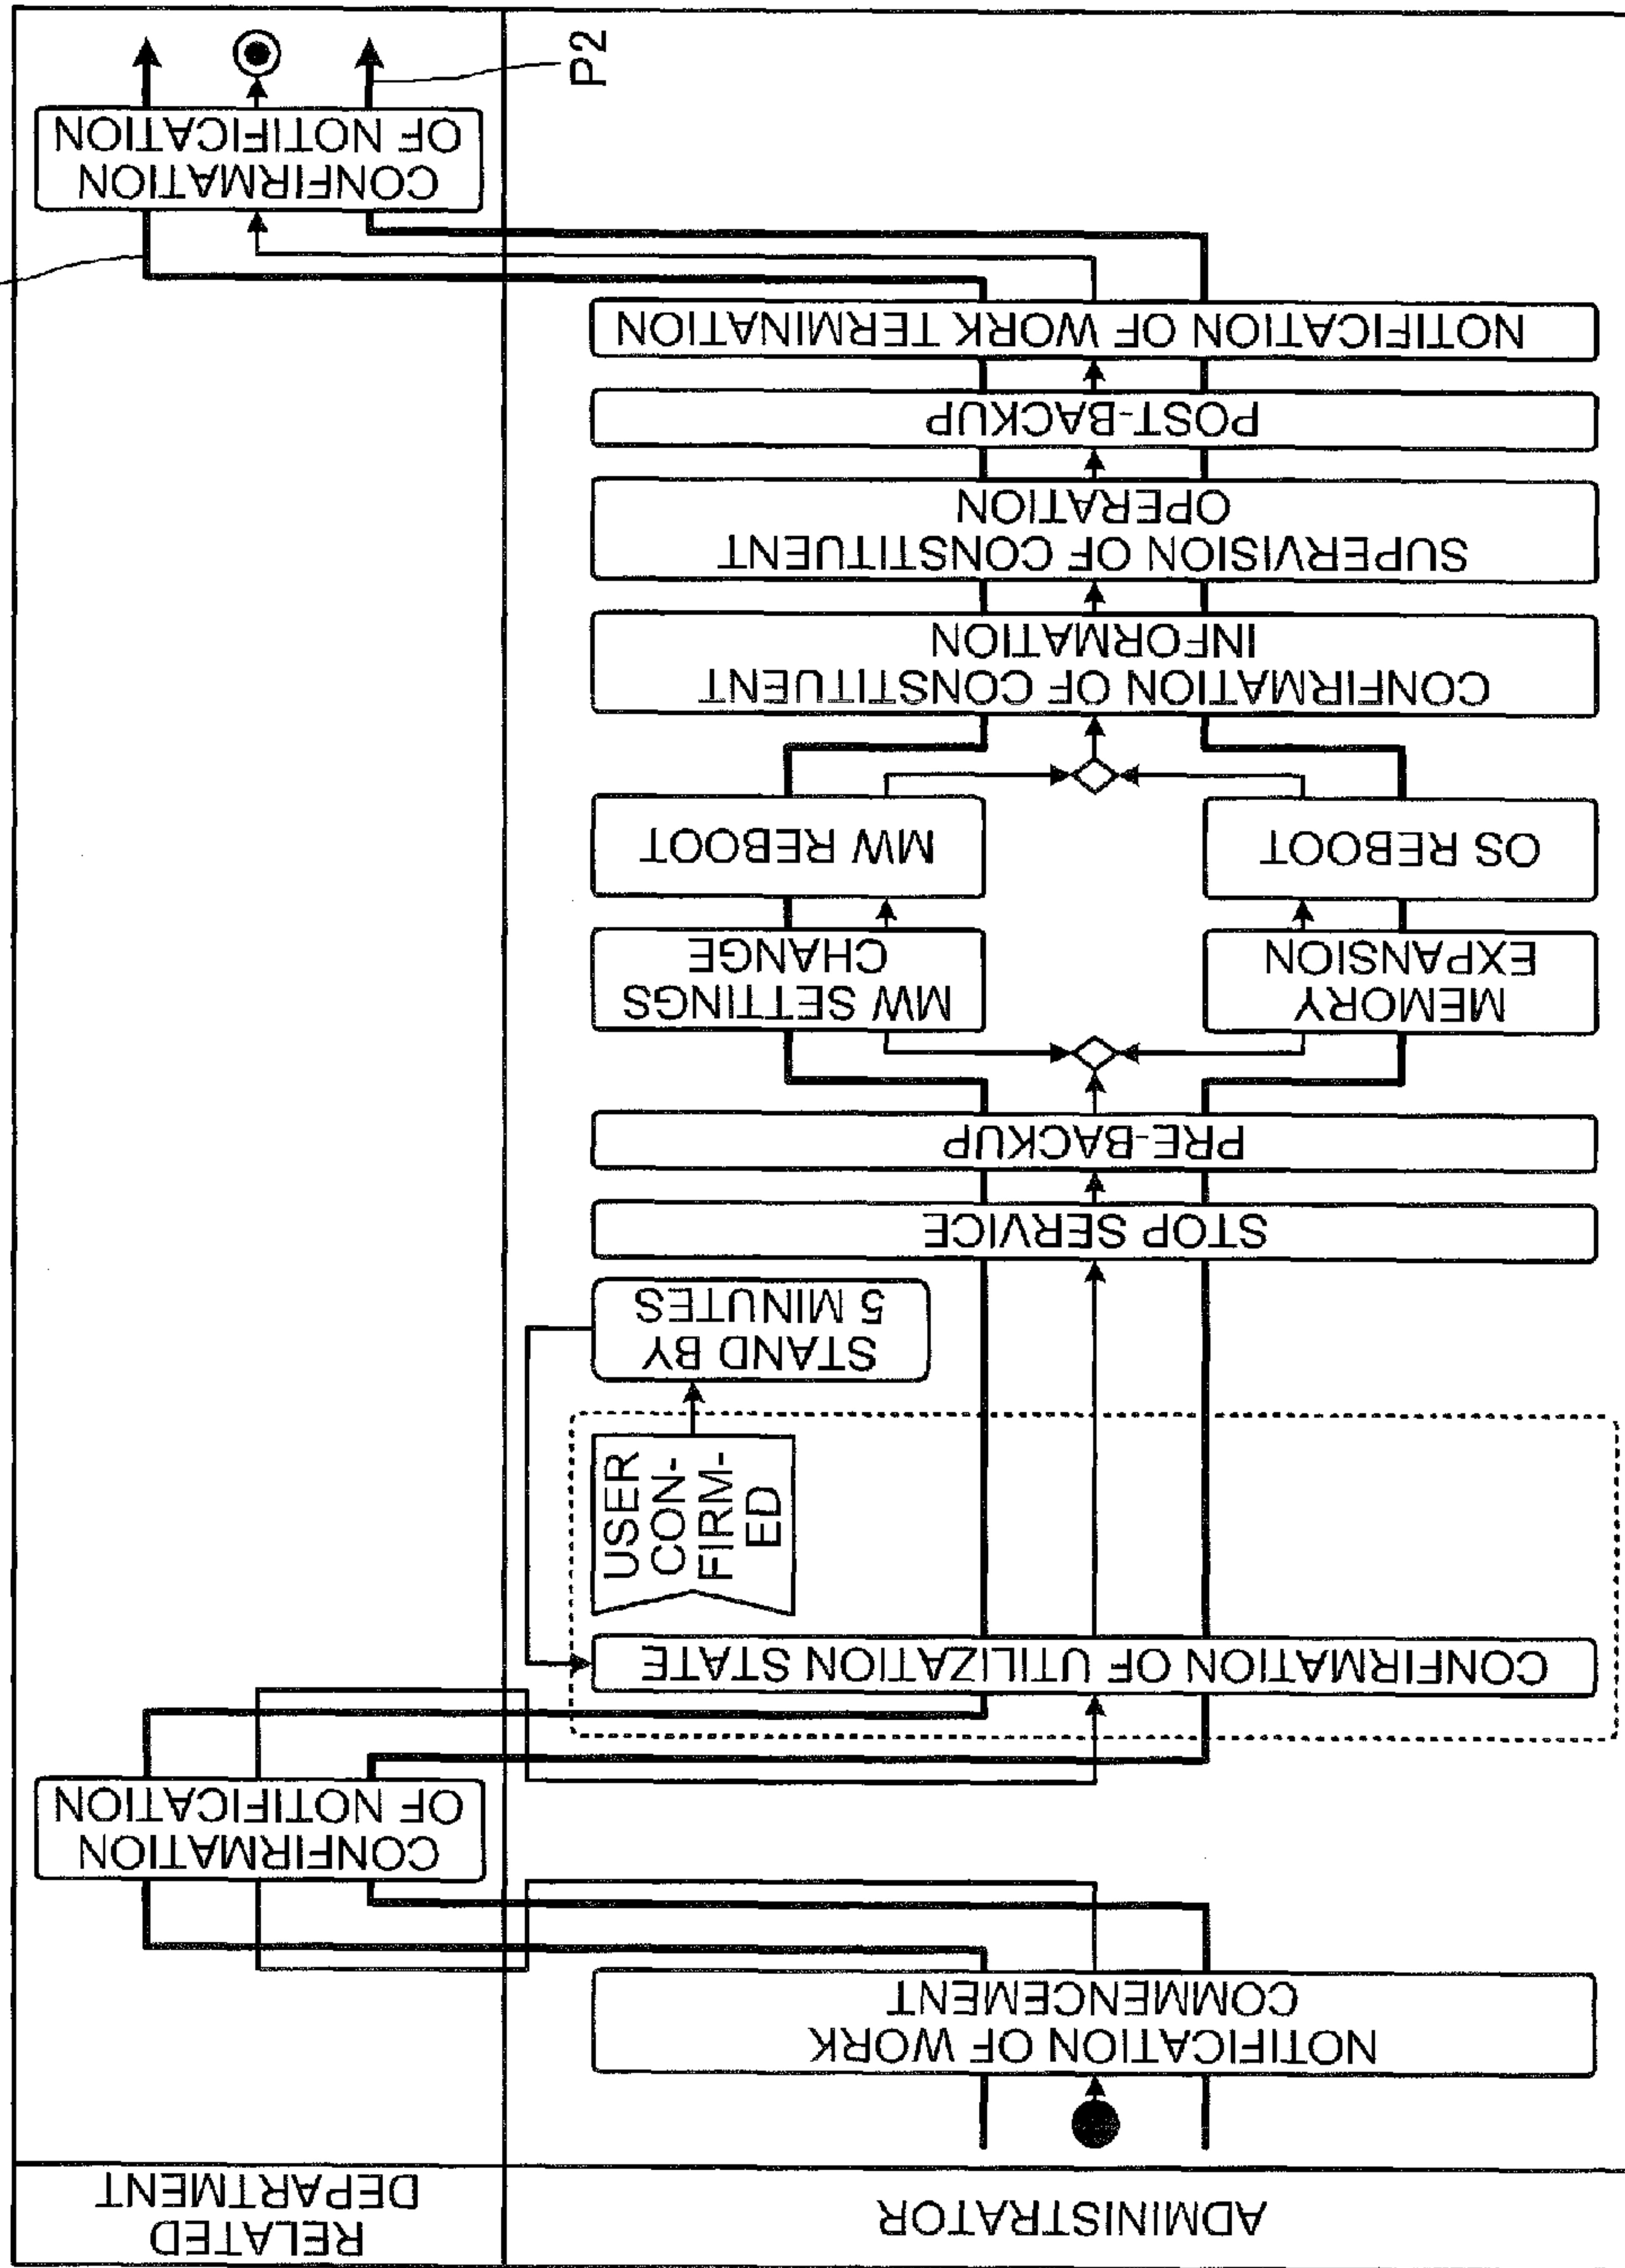 RELATED
DEPARTMENT
ADMINISTRATOR
NOTIFICATION OF WORK
COMMENCEMENT
CONFIRMATION
OF NOTIFICATION
CONFIRMATION OF UTILIZATION STATE
USER
CON-
FIRM-
ED
STAND BY
5 MINUTES
STOP SERVICE
PRE-BACKUP
MW SETTINGS
CHANGE
MEMORY
EXPANSION
MW REBOOT
OS REBOOT
CONFIRMATION OF CONSTITUENT
INFORMATION
SUPERVISION OF CONSTITUENT
OPERATION
POST-BACKUP
NOTIFICATION OF WORK TERMINATION
CONFIRMATION
OF NOTIFICATION
P2